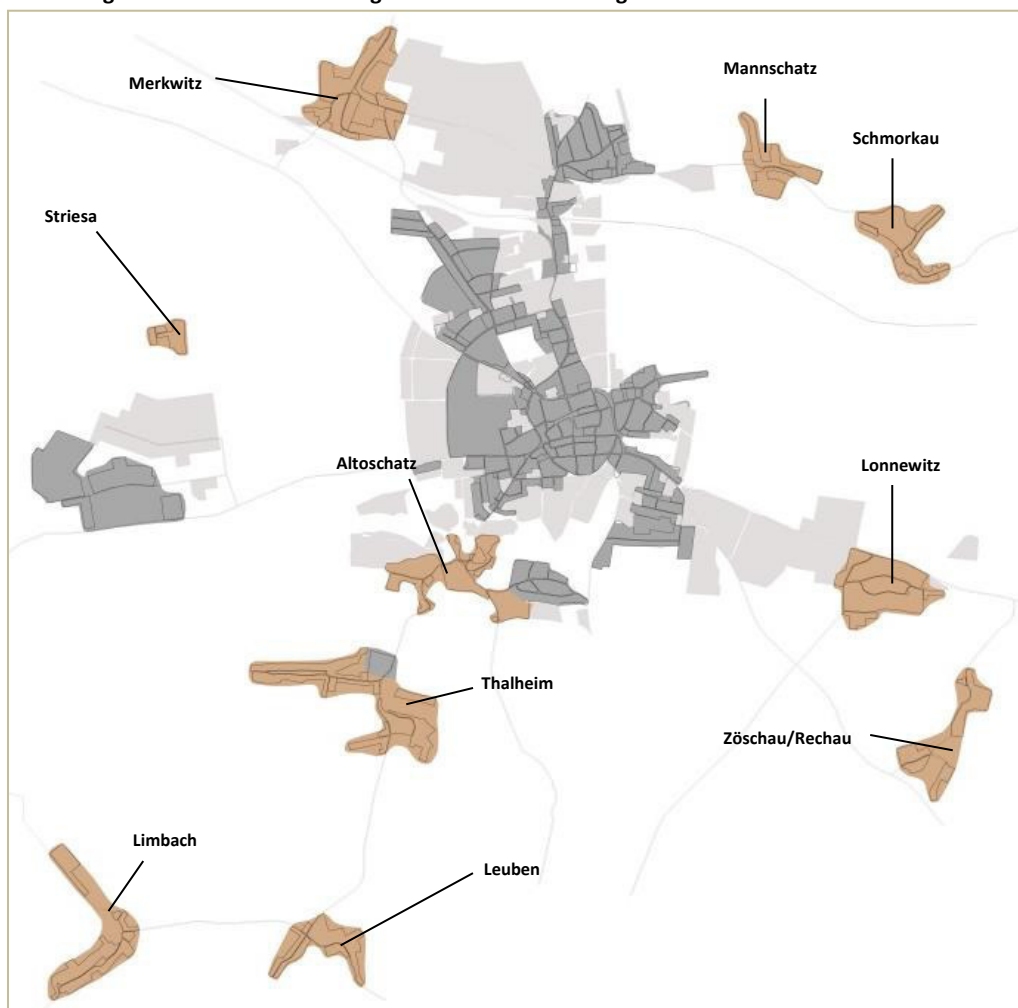 Merkwitz
Mannschatz
Schmorkau
Striesa
Altoschatz
Lonnewitz
Thalheim
Zöschau/Rechau
Limbach
Leuben